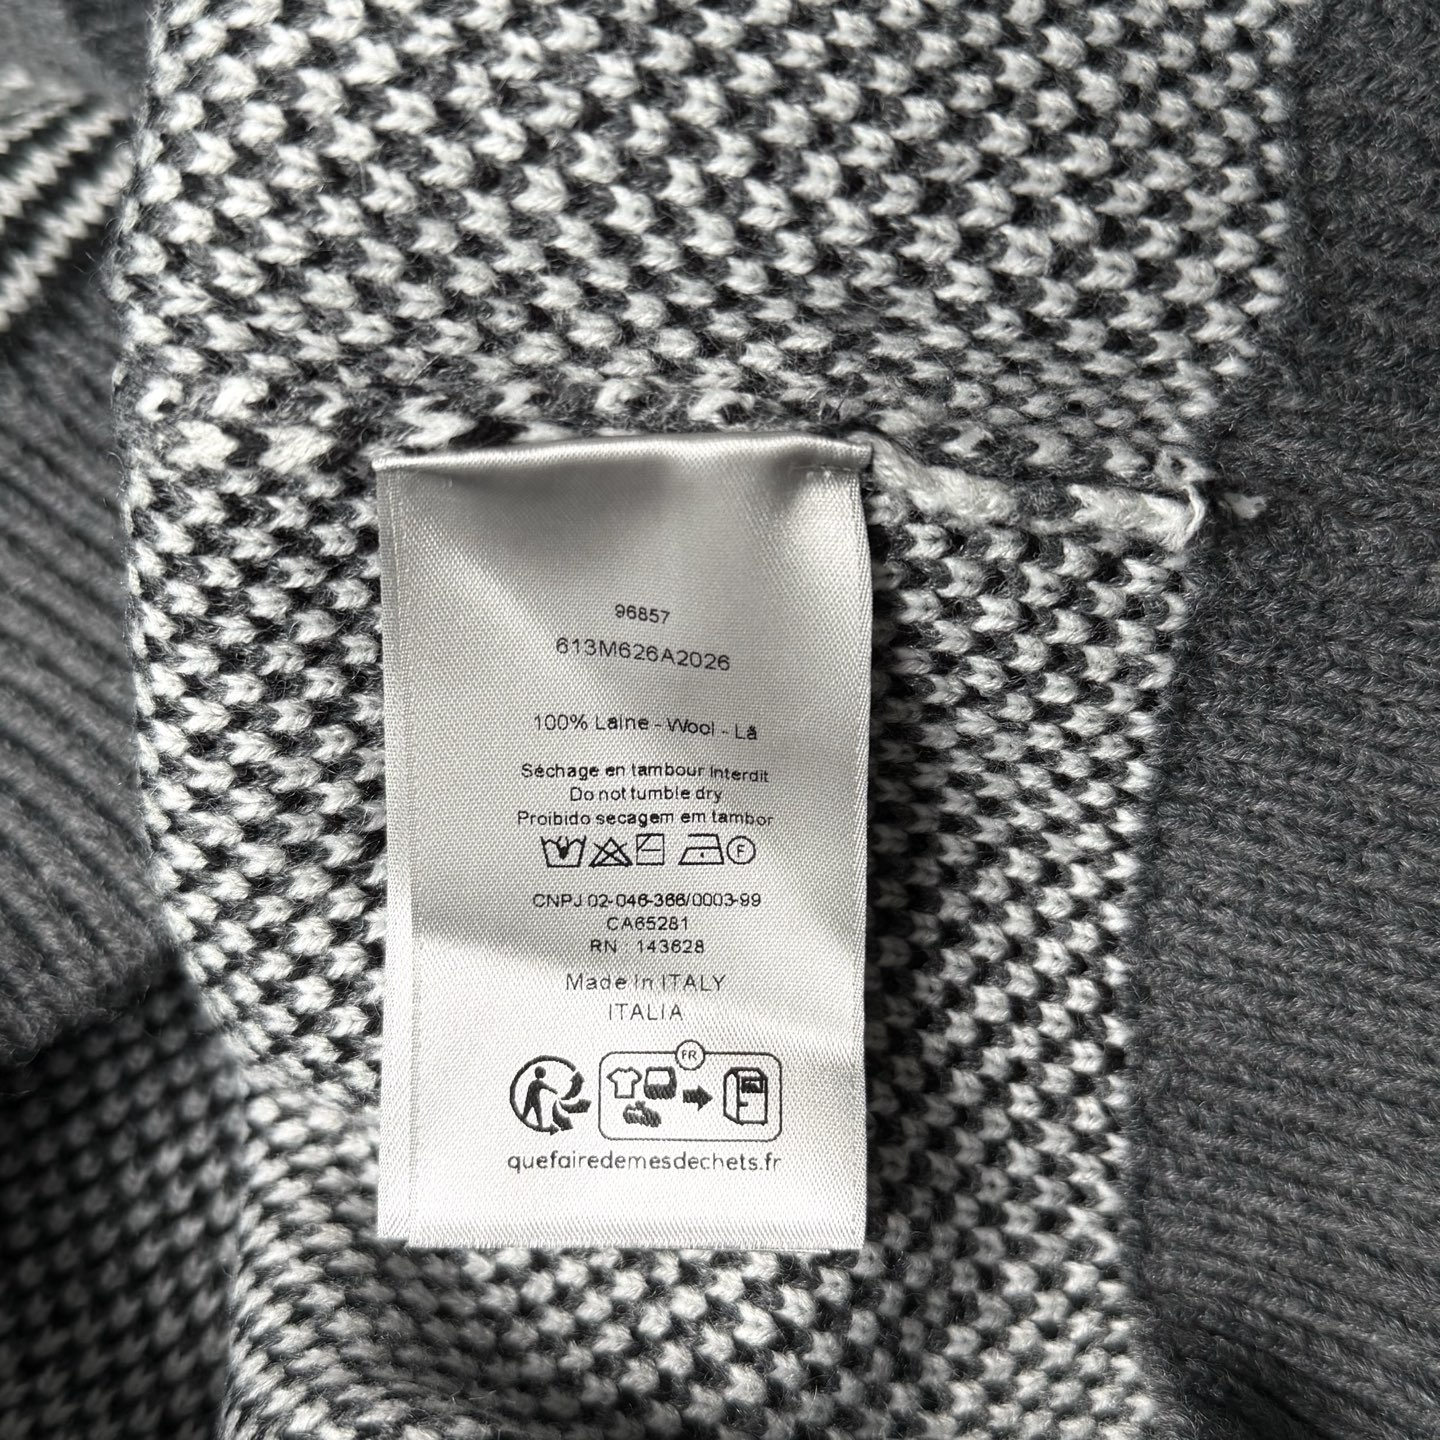 96857
613M626A2026
100% Laine - Wool - Lã
Séchage en tambour interdit
Do not tumble dry
Proibido secagem em tambor
F
CNPJ 02-046-366/0003-99
CA65281
RN : 143628
Made In ITALY
ITALIA
FR
quefairedemesdechets.fr